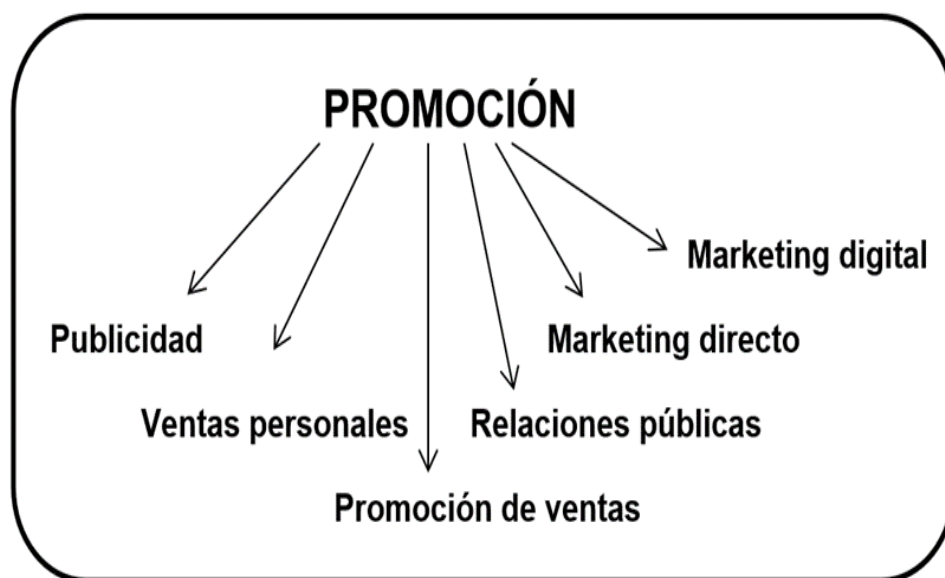 PROMOCIÓN
Marketing digital
Publicidad
Marketing directo
Ventas personales
Relaciones públicas
Promoción de ventas